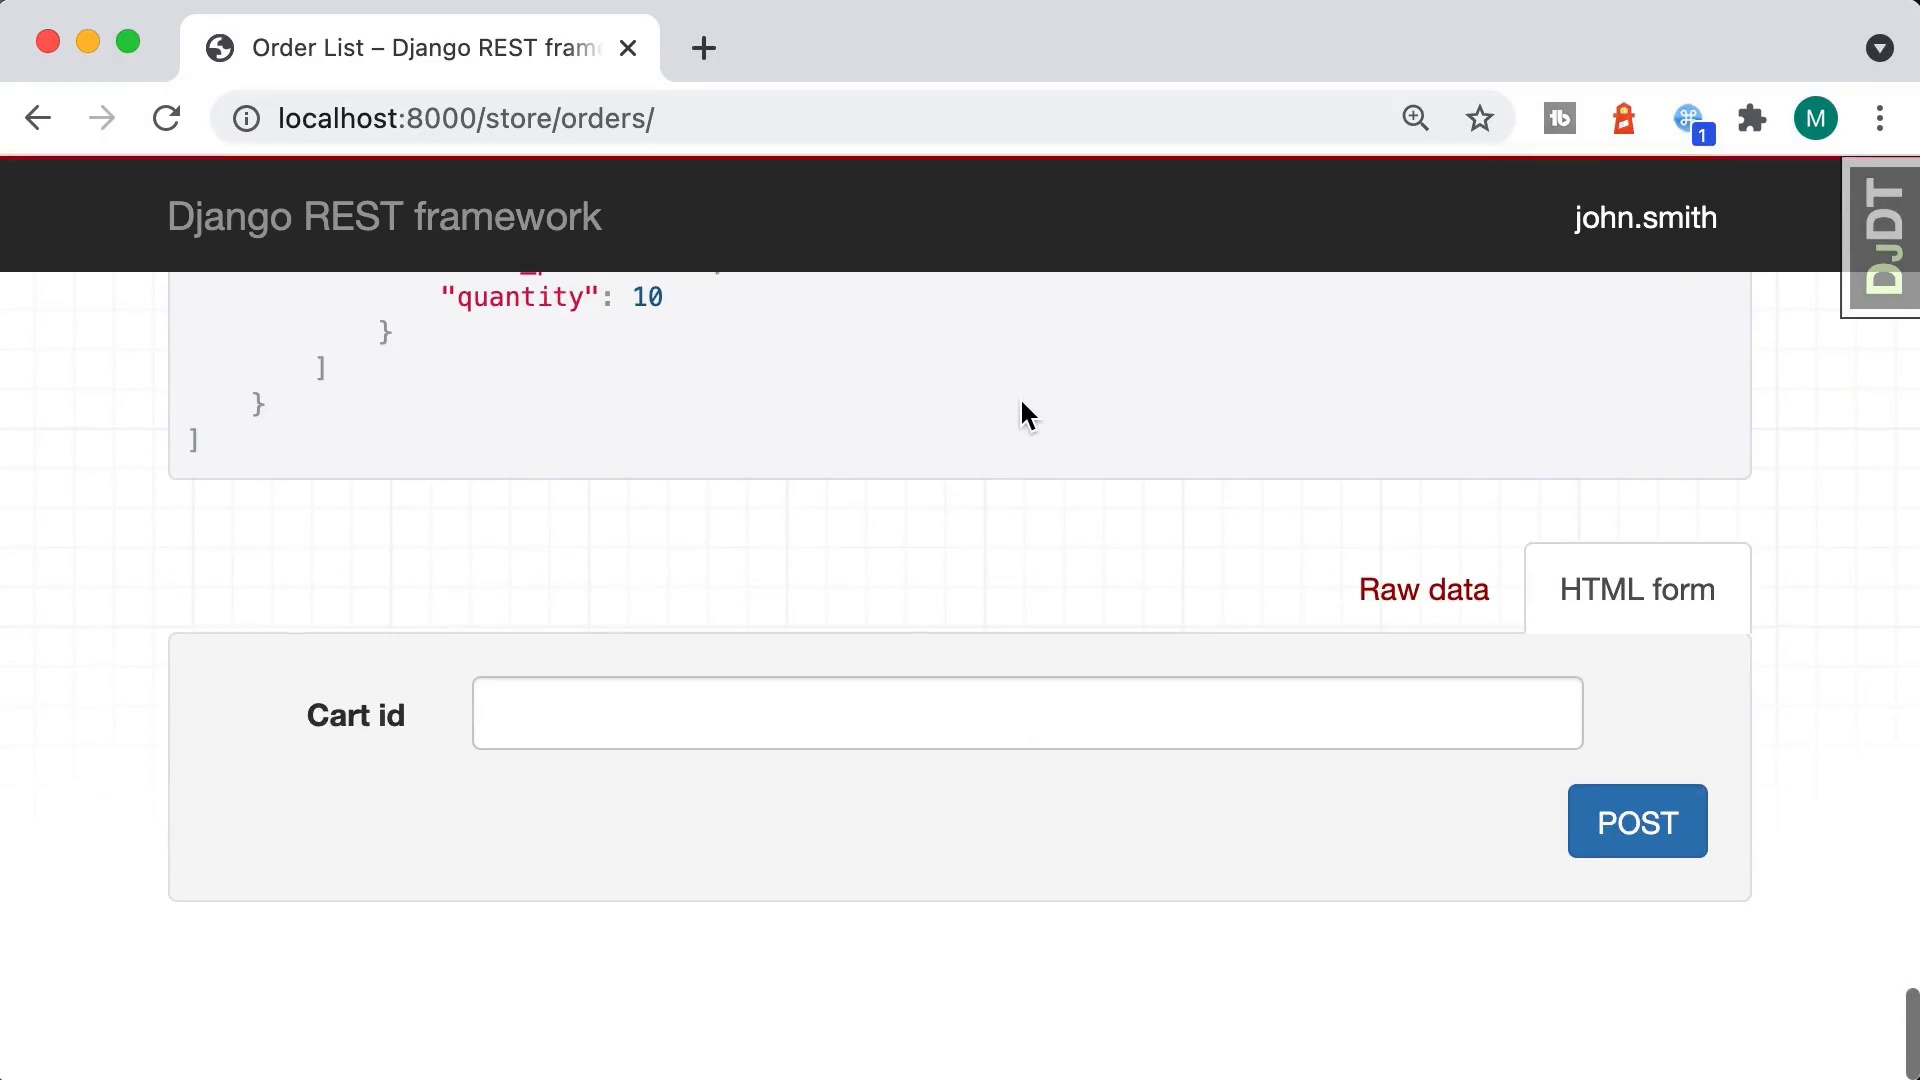 Order List – Django REST fram
localhost:8000/store/orders/
1
M
Django REST framework
john.smith
DJDT
"quantity": 10
}
]
}
]
Raw data
HTML form
Cart id
POST